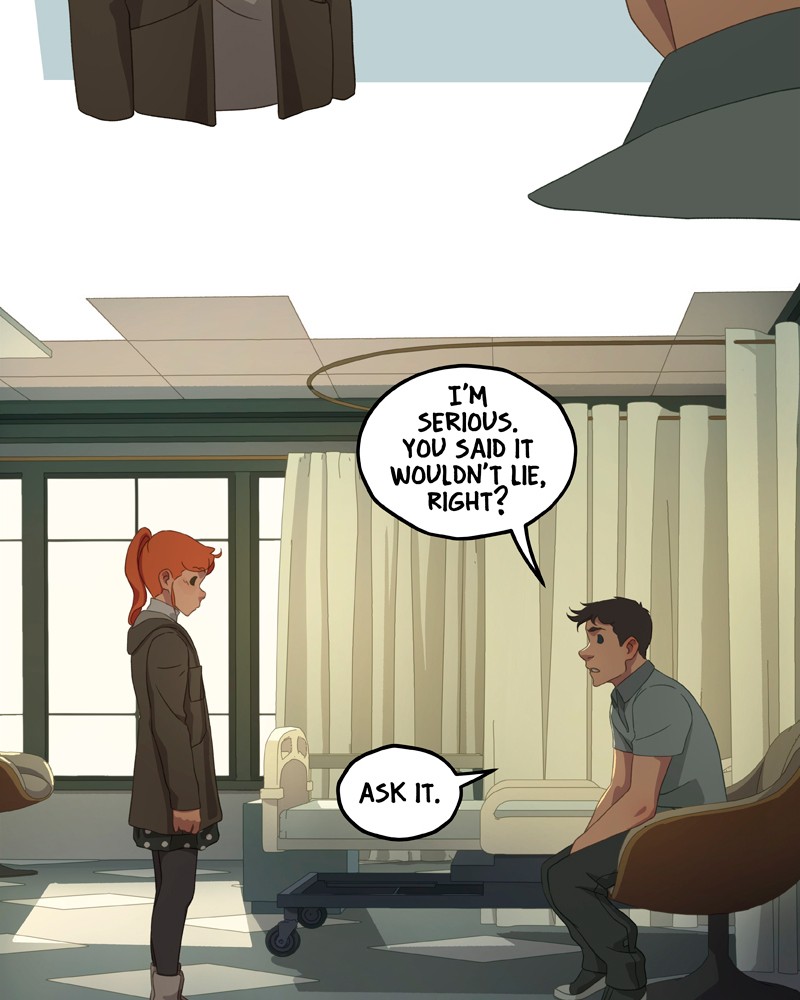 I'M
SERIOUS.
YOU SAID IT
WOULDN'T LIE,
RIGHT?
ASK IT.